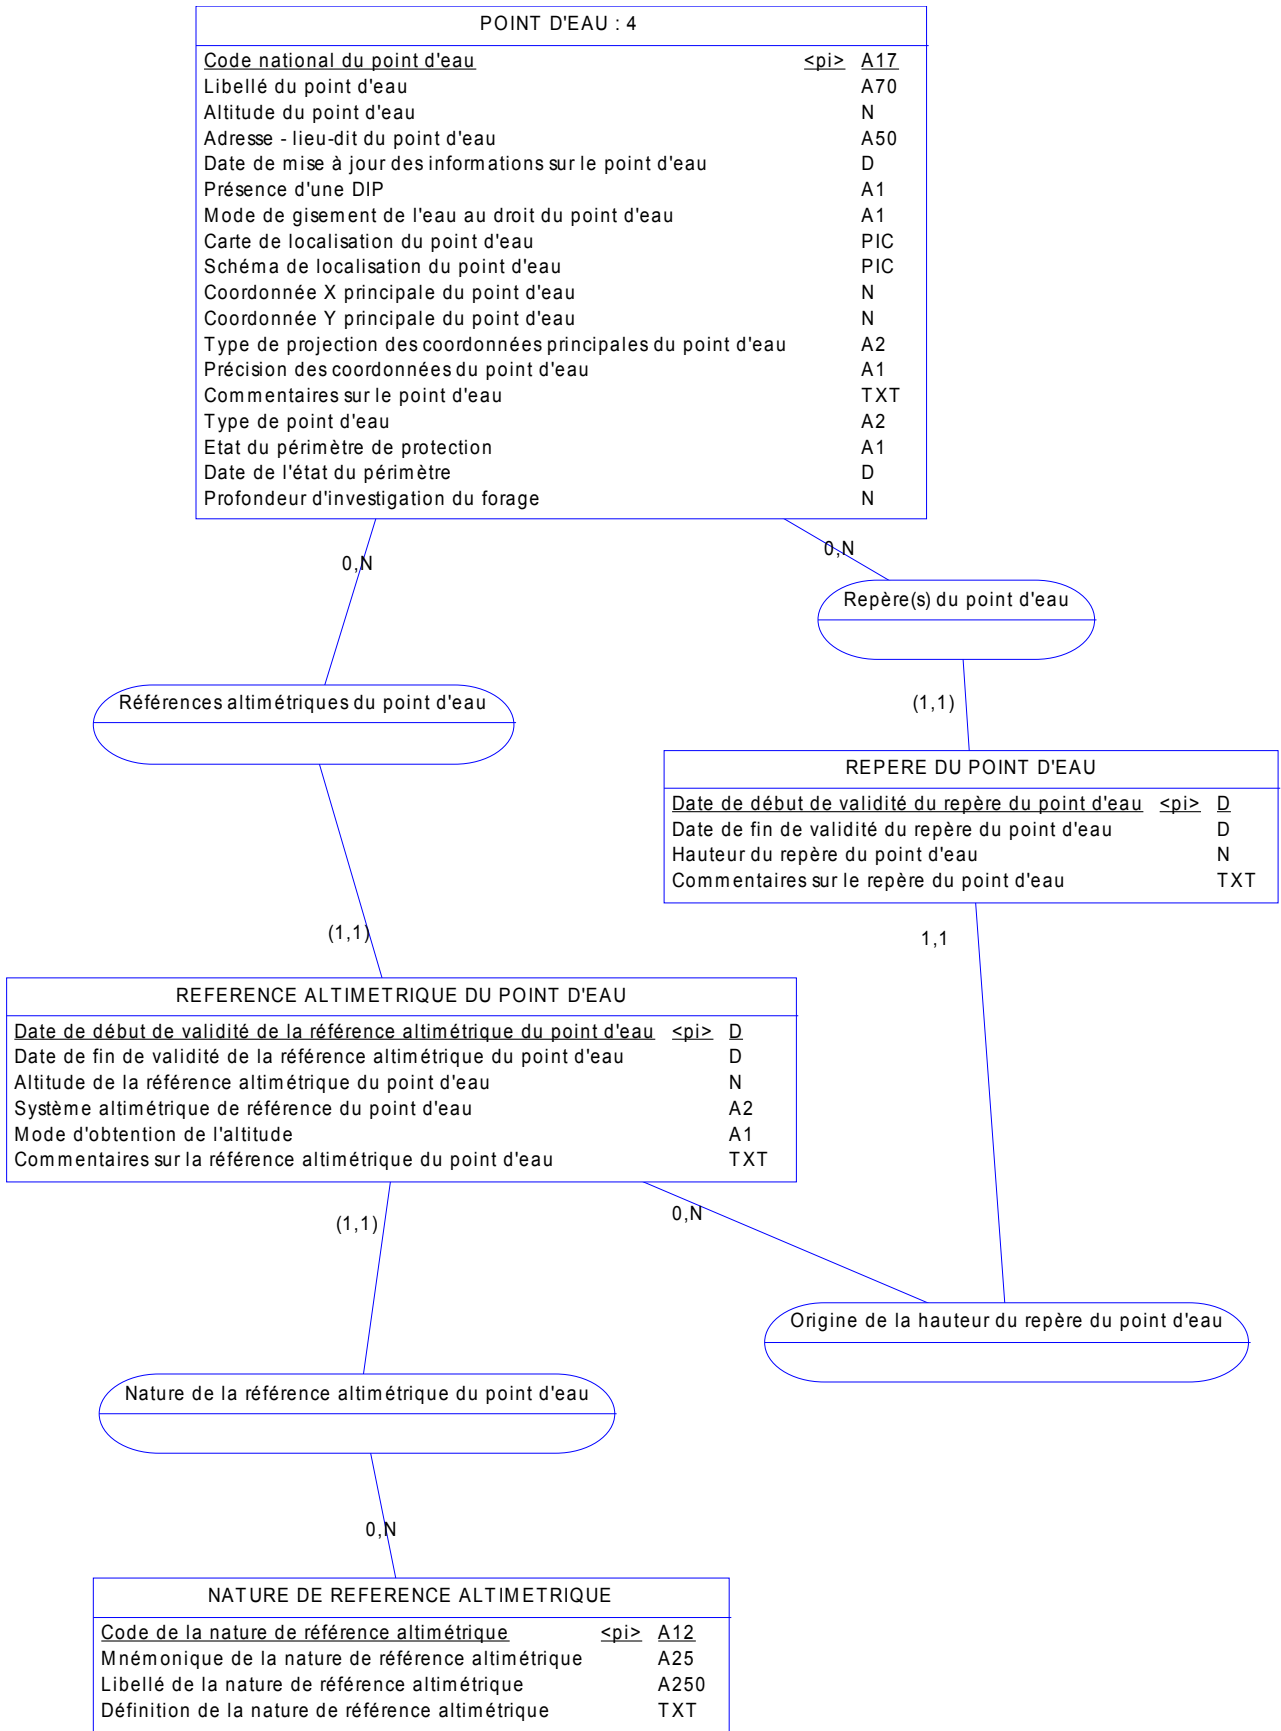 POINT D'EAU : 4
Code national du point d'eau <pi> A17
Libellé du point d'eau A70
Altitude du point d'eau N
Adresse - lieu-dit du point d'eau A50
Date de mise à jour des informations sur le point d'eau D
Présence d'une DIP A1
Mode de gisement de l'eau au droit du point d'eau A1
Carte de localisation du point d'eau PIC
Schéma de localisation du point d'eau PIC
Coordonnée X principale du point d'eau N
Coordonnée Y principale du point d'eau N
Type de projection des coordonnées principales du point d'eau A2
Précision des coordonnées du point d'eau A1
Commentaires sur le point d'eau TXT
Type de point d'eau A2
Etat du périmètre de protection A1
Date de l'état du périmètre D
Profondeur d'investigation du forage N
0,N
0,N
Repère(s) du point d'eau
Références altimétriques du point d'eau
(1,1)
REPERE DU POINT D'EAU
Date de début de validité du repère du point d'eau <pi> D
Date de fin de validité du repère du point d'eau D
Hauteur du repère du point d'eau N
Commentaires sur le repère du point d'eau TXT
(1,1)
1,1
REFERENCE ALTIMETRIQUE DU POINT D'EAU
Date de début de validité de la référence altimétrique du point d'eau <pi> D
Date de fin de validité de la référence altimétrique du point d'eau D
Altitude de la référence altimétrique du point d'eau N
Système altimétrique de référence du point d'eau A2
Mode d'obtention de l'altitude A1
Commentaires sur la référence altimétrique du point d'eau TXT
(1,1)
0,N
Origine de la hauteur du repère du point d'eau
Nature de la référence altimétrique du point d'eau
0,N
NATURE DE REFERENCE ALTIMETRIQUE
Code de la nature de référence altimétrique <pi> A12
Mnémonique de la nature de référence altimétrique A25
Libellé de la nature de référence altimétrique A250
Définition de la nature de référence altimétrique TXT